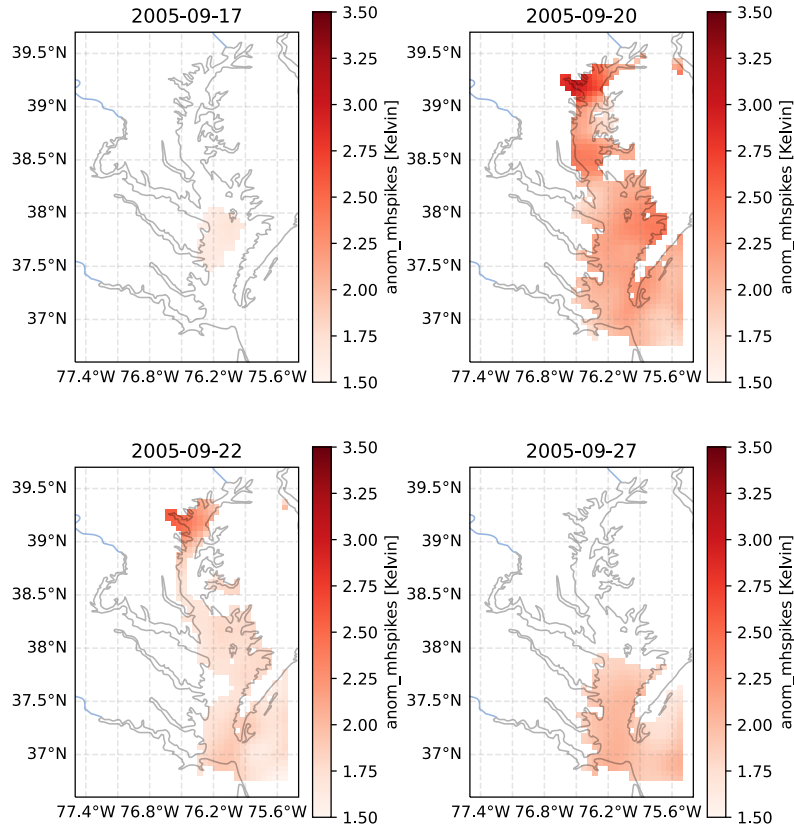 2005-09-17
39.5°N
39°N
38.5°N
38°N
37.5°N
37°N
77.4°W 76.8°W 76.2°W 75.6°W
3.50
3.25
3.00
2.75
2.50
2.25
2.00
1.75
1.50
anom_mhspikes [Kelvin]
2005-09-20
39.5°N
39°N
38.5°N
38°N
37.5°N
37°N
77.4°W 76.8°W 76.2°W 75.6°W
3.50
3.25
3.00
2.75
2.50
2.25
2.00
1.75
1.50
anom_mhspikes [Kelvin]
2005-09-22
39.5°N
39°N
38.5°N
38°N
37.5°N
37°N
77.4°W 76.8°W 76.2°W 75.6°W
3.50
3.25
3.00
2.75
2.50
2.25
2.00
1.75
1.50
anom_mhspikes [Kelvin]
2005-09-27
39.5°N
39°N
38.5°N
38°N
37.5°N
37°N
77.4°W 76.8°W 76.2°W 75.6°W
3.50
3.25
3.00
2.75
2.50
2.25
2.00
1.75
1.50
anom_mhspikes [Kelvin]